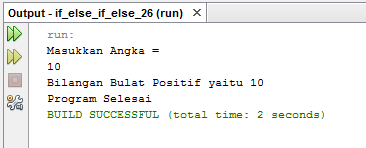 Output - if_else_if_else_26 (run) ×
run:
Masukkan Angka =
10
Bilangan Bulat Positif yaitu 10
Program Selesai
BUILD SUCCESSFUL (total time: 2 seconds)